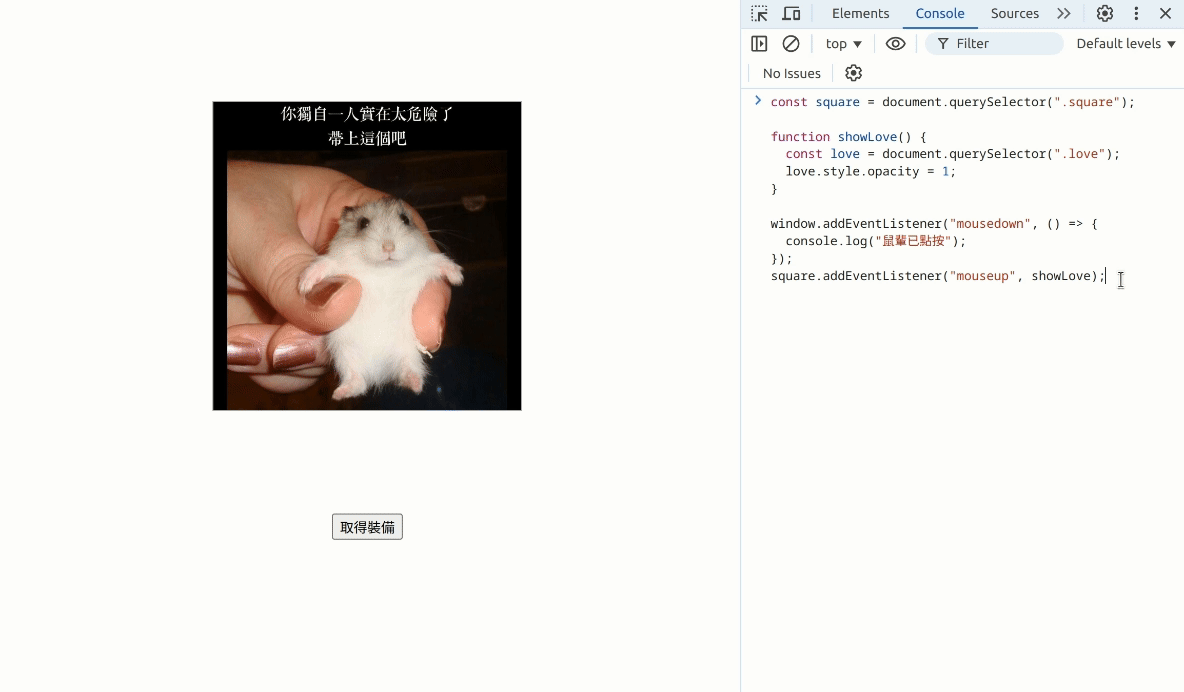 你獨自一人實在太危險了
帶上這個吧
取得裝備
Elements Console Sources
top Filter Default levels
No Issues
const square = document.querySelector(".square");
function showLove() {
const love = document.querySelector(".love");
love.style.opacity = 1;
}
window.addEventListener("mousedown", () => {
console.log("鼠輩已點按");
});
square.addEventListener("mouseup", showLove);